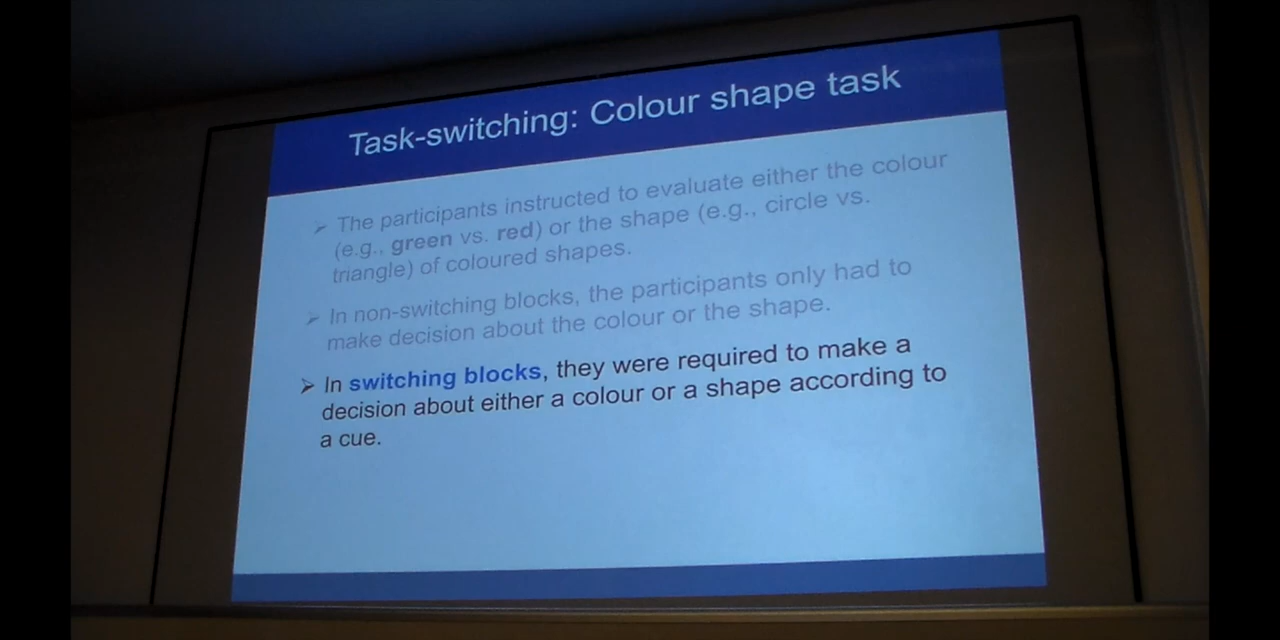 Task-switching: Colour shape task
➢ The participants instructed to evaluate either the colour
(e.g., green vs. red) or the shape (e.g., circle vs.
triangle) of coloured shapes.
➢ In non-switching blocks, the participants only had to
make decision about the colour or the shape.
➢ In switching blocks, they were required to make a
decision about either a colour or a shape according to
a cue.